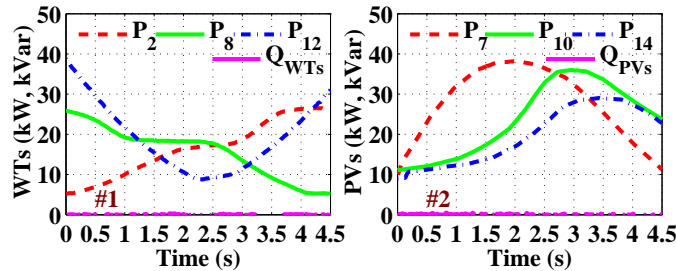 P2 P8 P12
QWTs
50
40
30
20
10
0
WTs (kW, kVar)
#1
0 0.5 1 1.5 2 2.5 3 3.5 4 4.5
Time (s)
P7 P10 P14
QPVs
50
40
30
20
10
0
PVs (kW, kVar)
#2
0 0.5 1 1.5 2 2.5 3 3.5 4 4.5
Time (s)